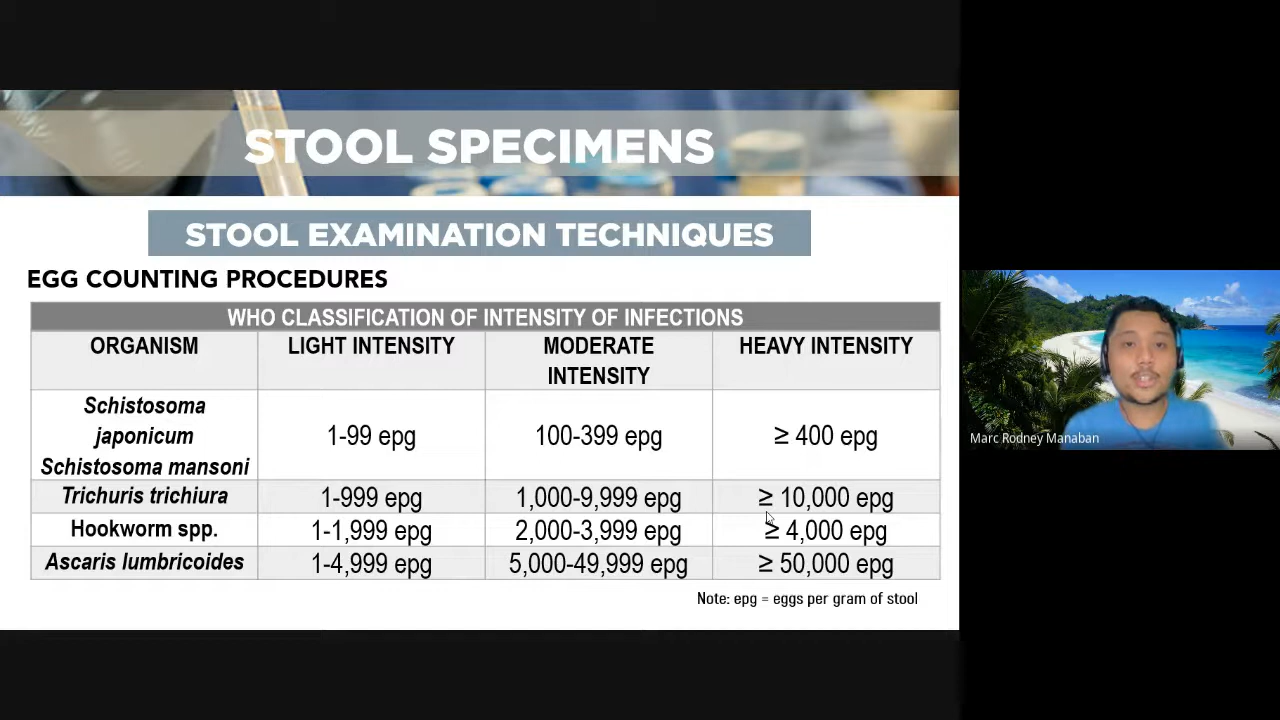 STOOL SPECIMENS
STOOL EXAMINATION TECHNIQUES
EGG COUNTING PROCEDURES
WHO CLASSIFICATION OF INTENSITY OF INFECTIONS
ORGANISM LIGHT INTENSITY MODERATE INTENSITY HEAVY INTENSITY
Schistosoma japonicum Schistosoma mansoni 1-99 epg 100-399 epg ≥ 400 epg
Trichuris trichiura 1-999 epg 1,000-9,999 epg ≥ 10,000 epg
Hookworm spp. 1-1,999 epg 2,000-3,999 epg ≥ 4,000 epg
Ascaris lumbricoides 1-4,999 epg 5,000-49,999 epg ≥ 50,000 epg
Note: epg = eggs per gram of stool
Marc Rodney Manaban